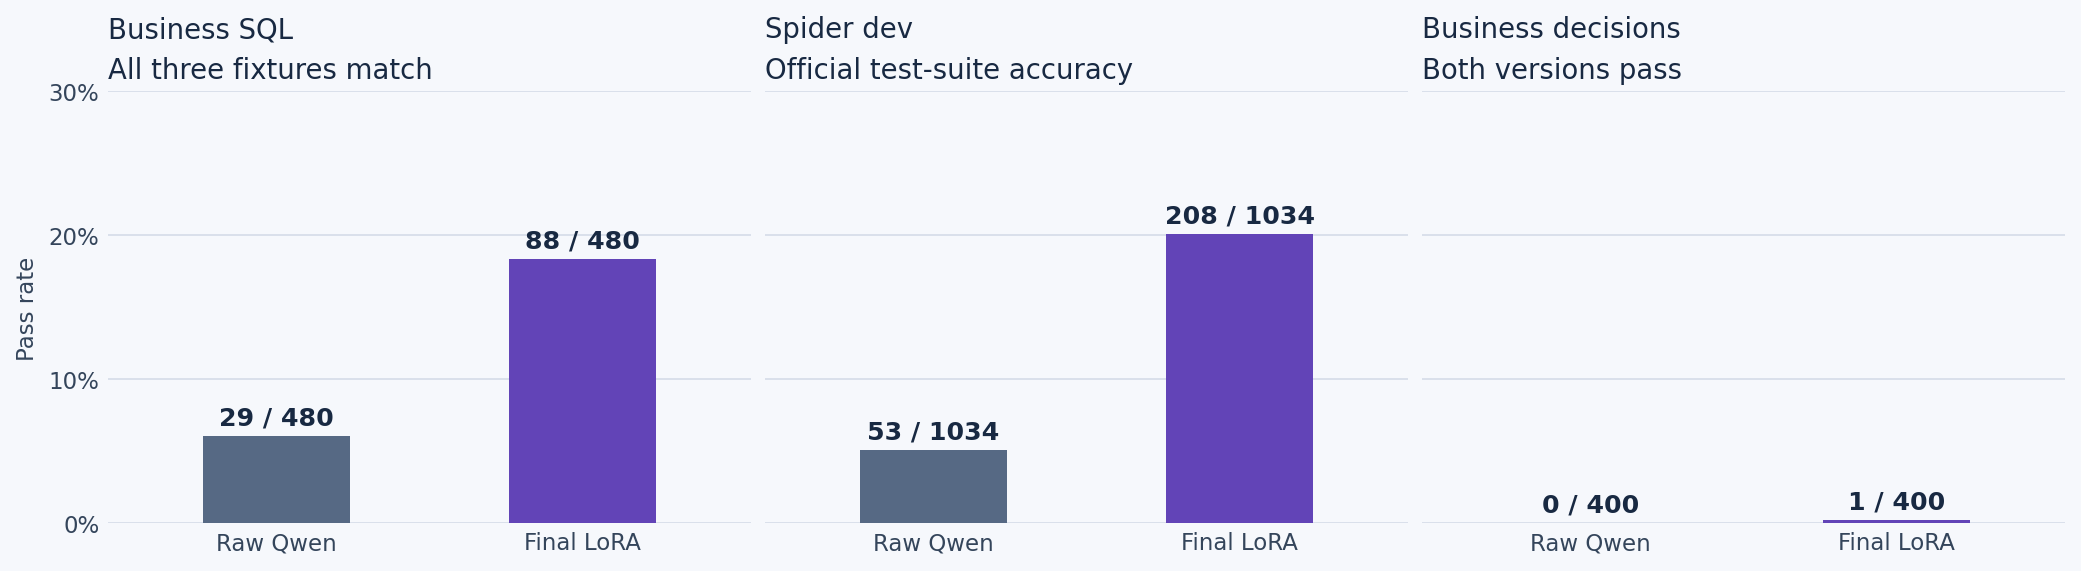 Business SQL
All three fixtures match
Spider dev
Official test-suite accuracy
Business decisions
Both versions pass
Pass rate
30%
20%
10%
0%
29 / 480
88 / 480
Raw Qwen
Final LoRA
53 / 1034
208 / 1034
Raw Qwen
Final LoRA
0 / 400
1 / 400
Raw Qwen
Final LoRA